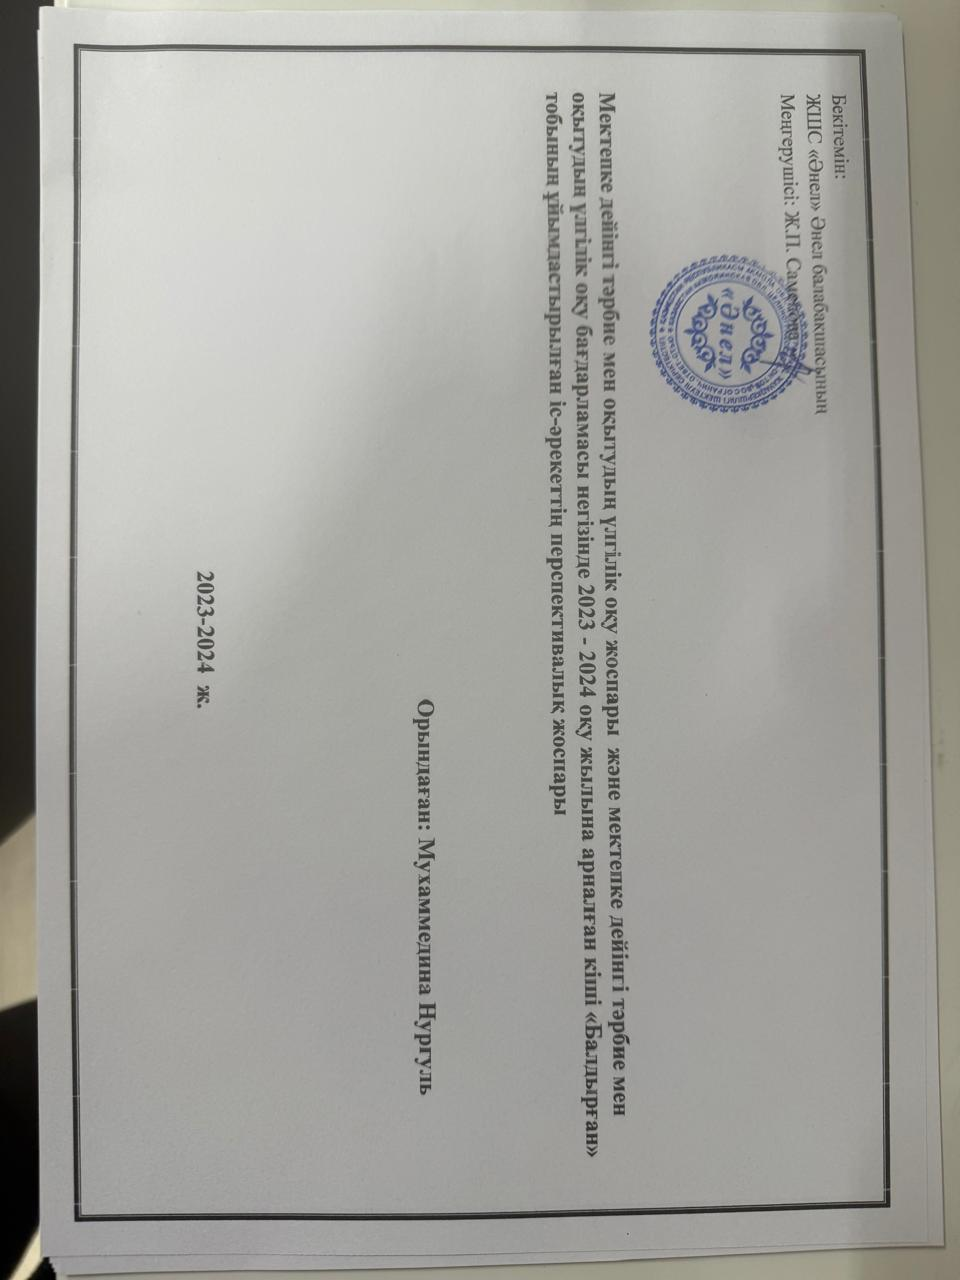 Бекітемін:
ЖШС «Әнел» Әнел балабақшасының
Меңгерушісі: Ж.П.
«Әнел»
Мектепке дейінгі тәрбие мен оқытудың үлгілік оқу жоспары және мектепке дейінгі тәрбие мен
оқытудың үлгілік оқу бағдарламасы негізінде 2023 - 2024 оқу жылына арналған кіші «Балдырған»
тобының ұйымдастырылған іс-әрекеттің перспективалық жоспары
Орындаған: Мухаммедина Нургуль
2023-2024 ж.